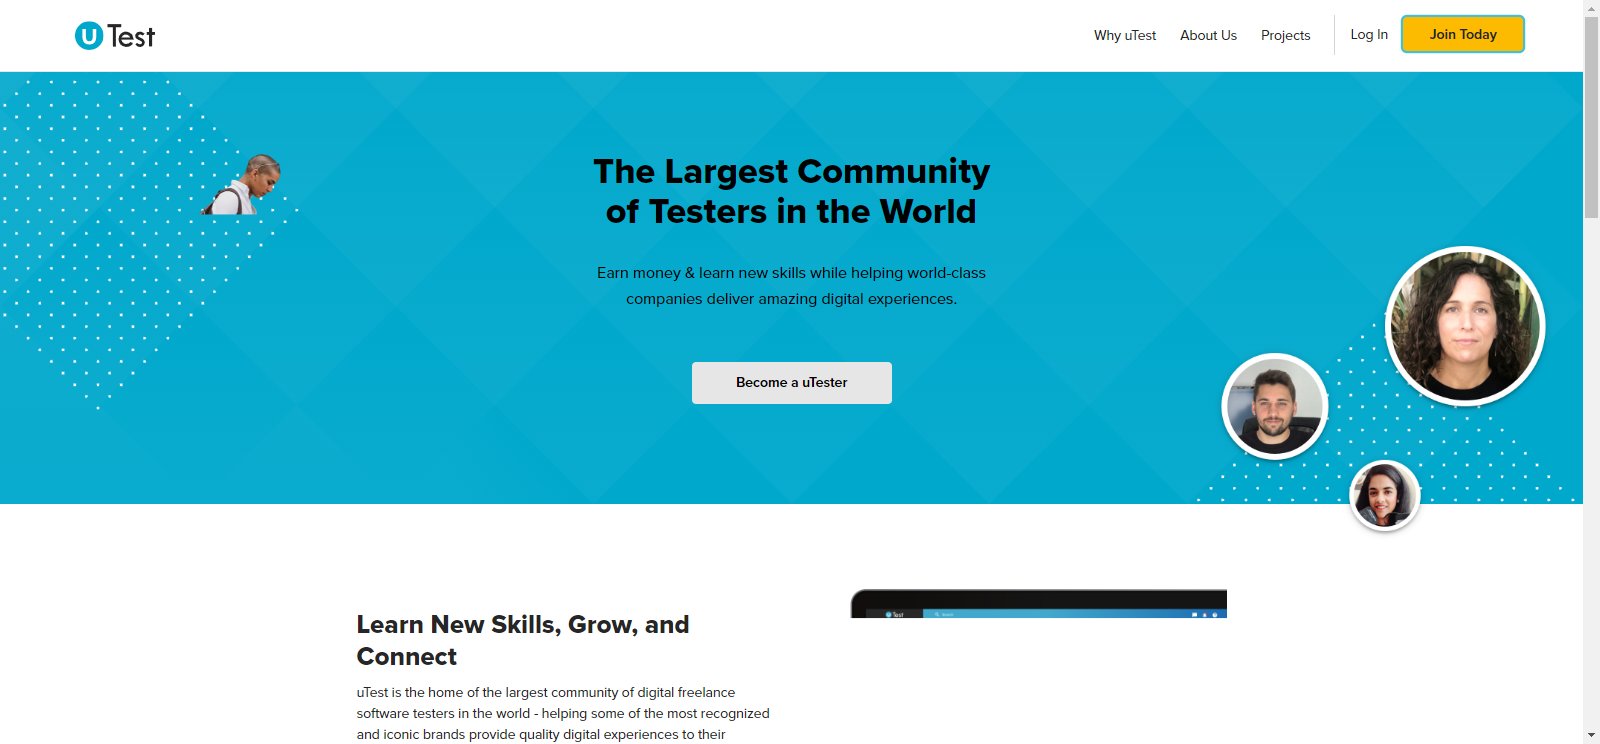 uTest
Why uTest
About Us
Projects
Log In
Join Today
The Largest Community
of Testers in the World
Earn money & learn new skills while helping world-class
companies deliver amazing digital experiences.
Become a uTester
uTest
Learn New Skills, Grow, and
Connect
uTest is the home of the largest community of digital freelance
software testers in the world - helping some of the most recognized
and iconic brands provide quality digital experiences to their